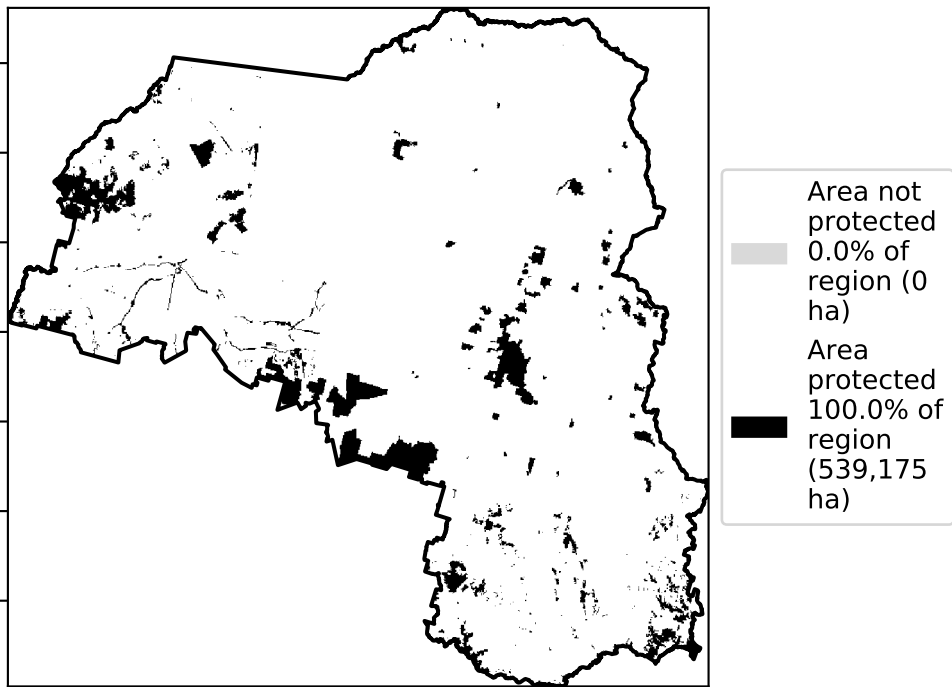 Area not
protected
0.0% of
region (0
ha)
Area
protected
100.0% of
region
(539,175
ha)